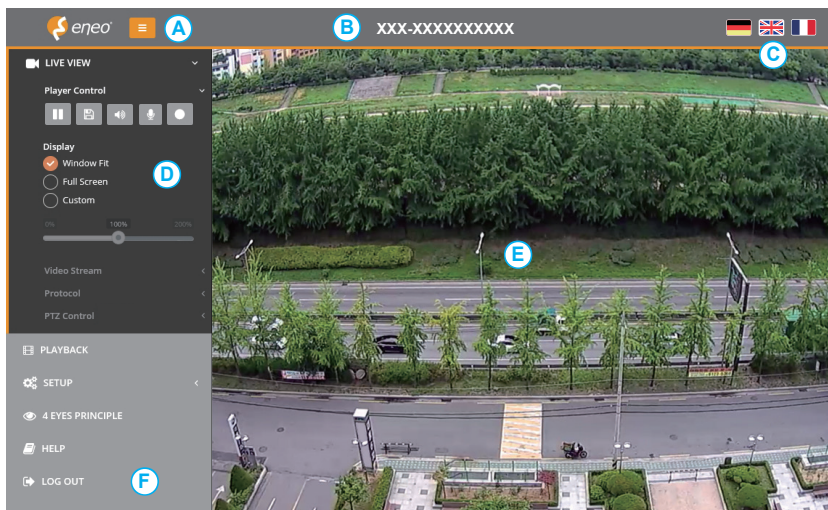 eneo
A
B
XXX-XXXXXXXXXX
C
LIVE VIEW
Player Control
Display
Window Fit
D
Full Screen
Custom
0% 100% 200%
E
Video Stream
Protocol
PTZ Control
PLAYBACK
SETUP
4 EYES PRINCIPLE
HELP
LOG OUT
F